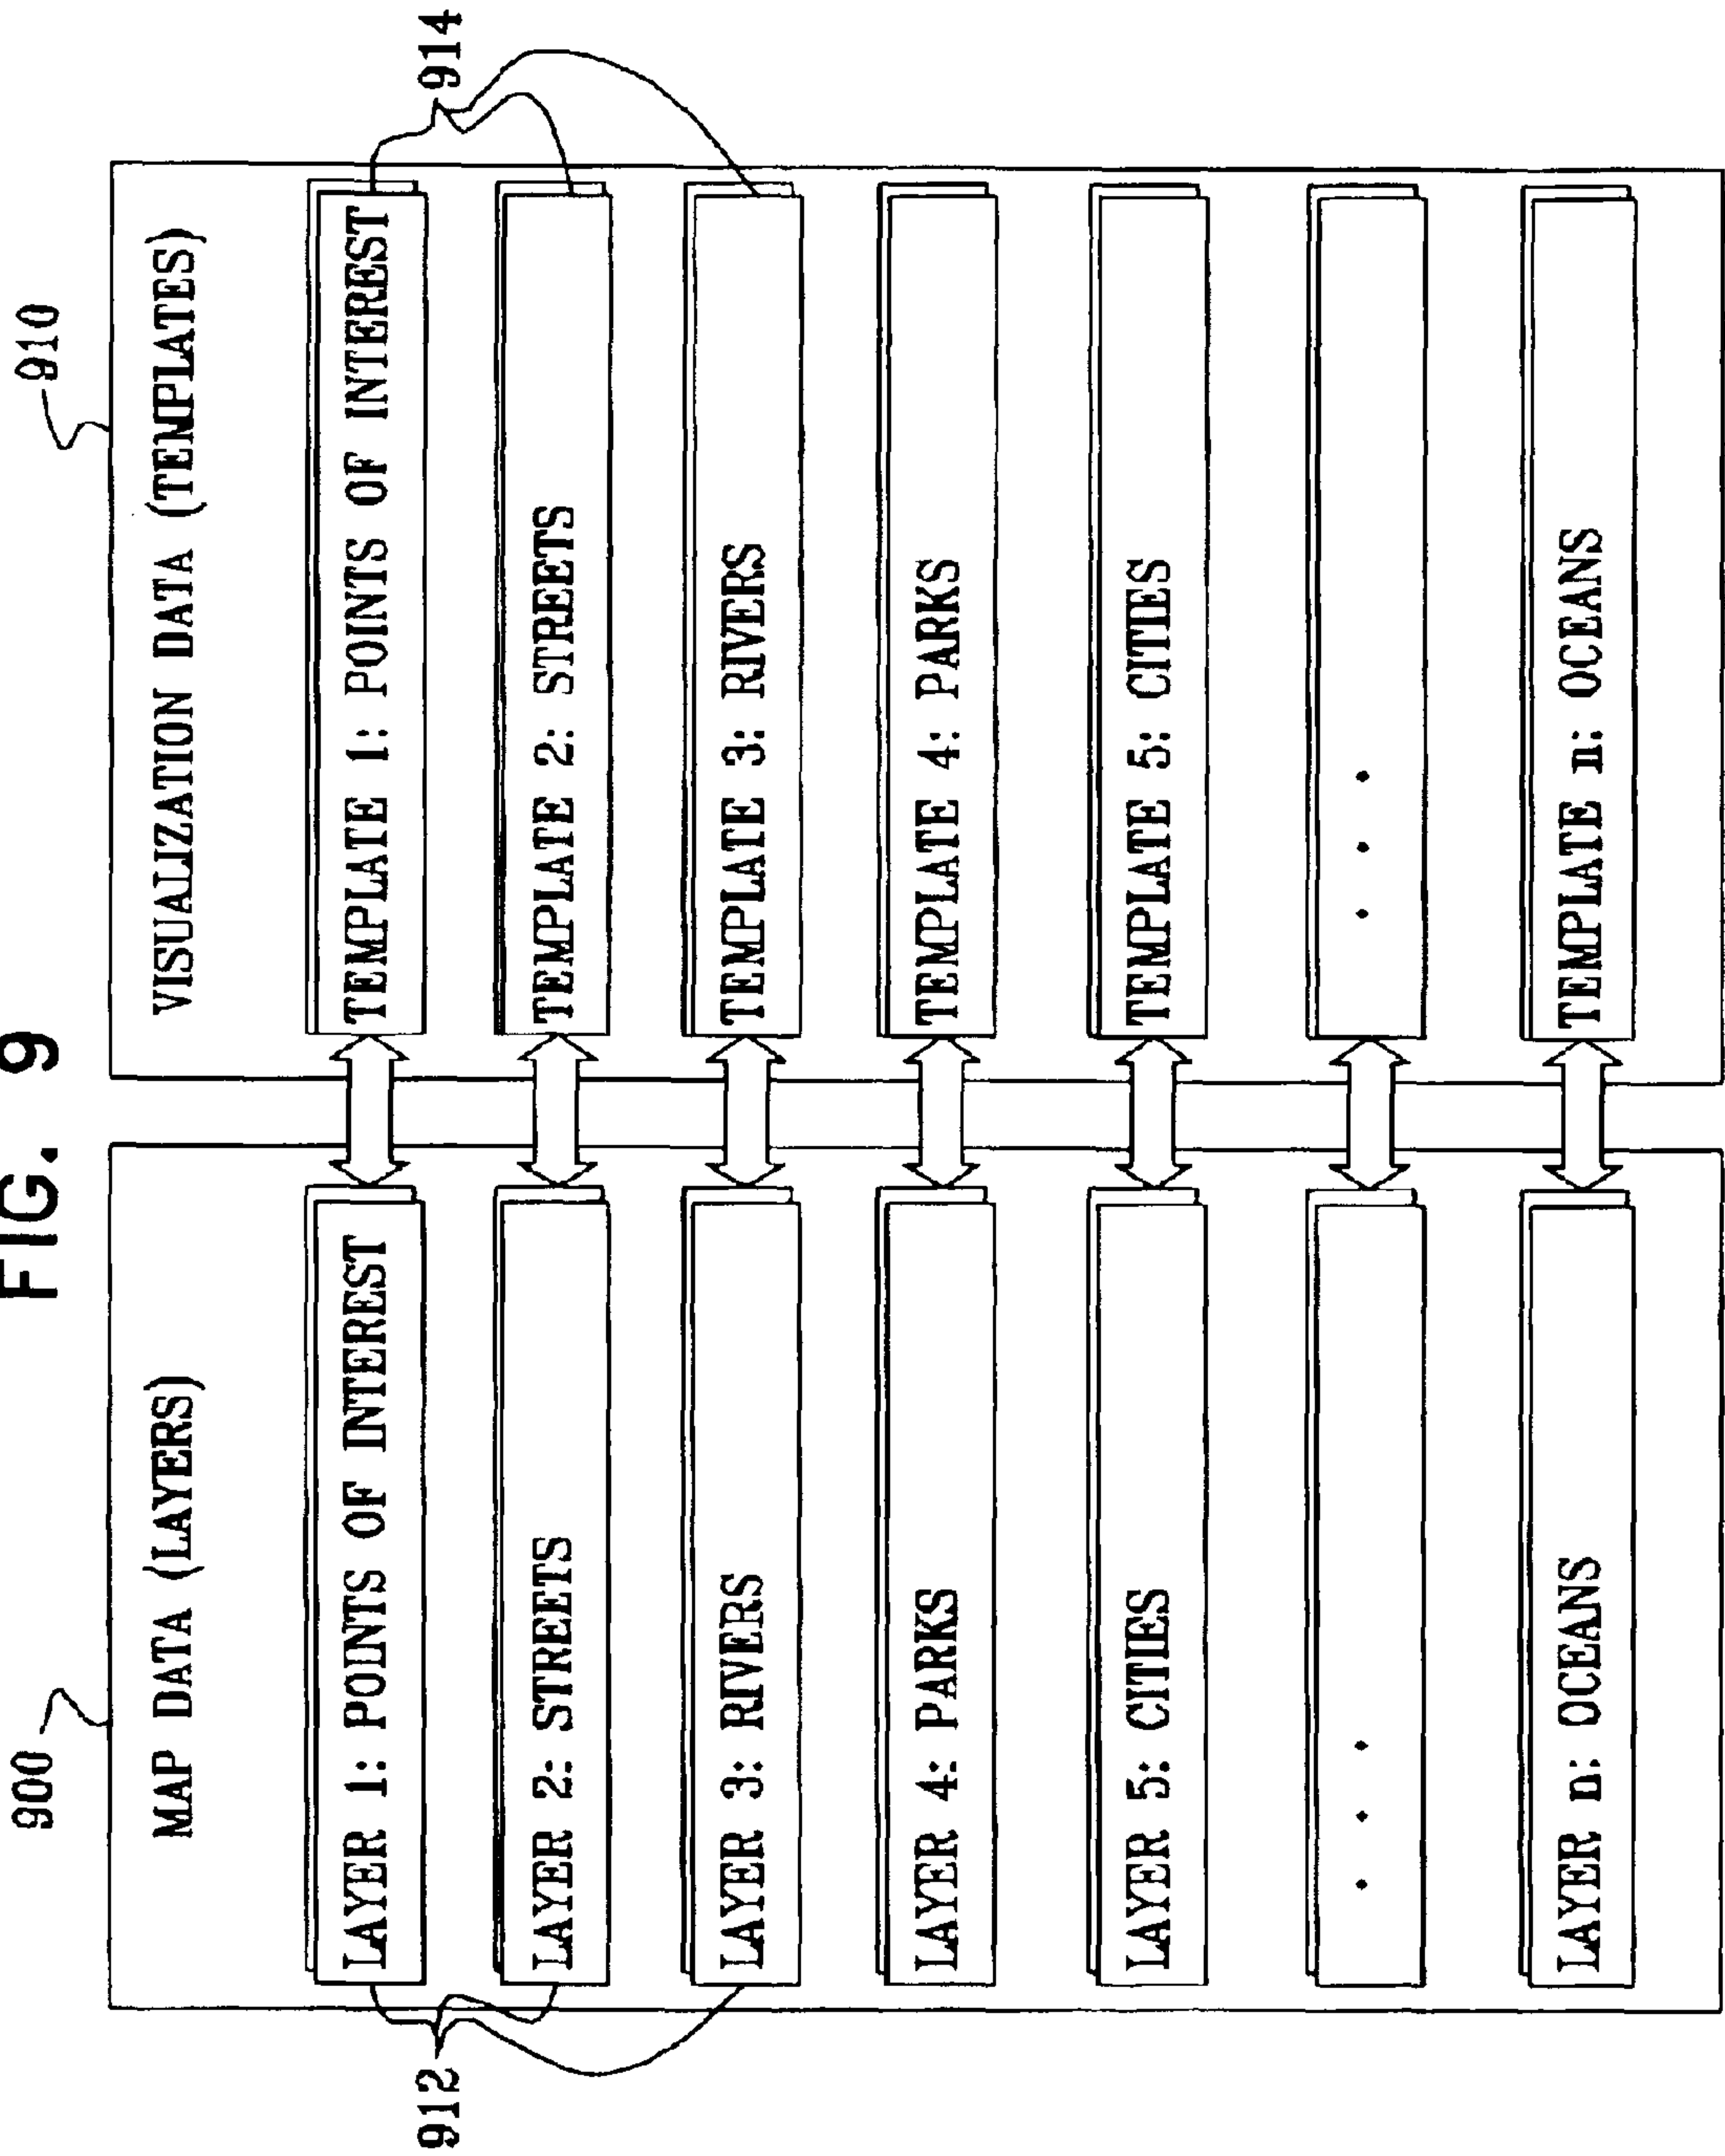 FIG. 9
900
MAP DATA (LAYERS)
LAYER 1: POINTS OF INTEREST
LAYER 2: STREETS
LAYER 3: RIVERS
LAYER 4: PARKS
LAYER 5: CITIES
. . .
LAYER n: OCEANS
912
910
VISUALIZATION DATA (TEMPLATES)
TEMPLATE 1: POINTS OF INTEREST
TEMPLATE 2: STREETS
TEMPLATE 3: RIVERS
TEMPLATE 4: PARKS
TEMPLATE 5: CITIES
. . .
TEMPLATE n: OCEANS
914